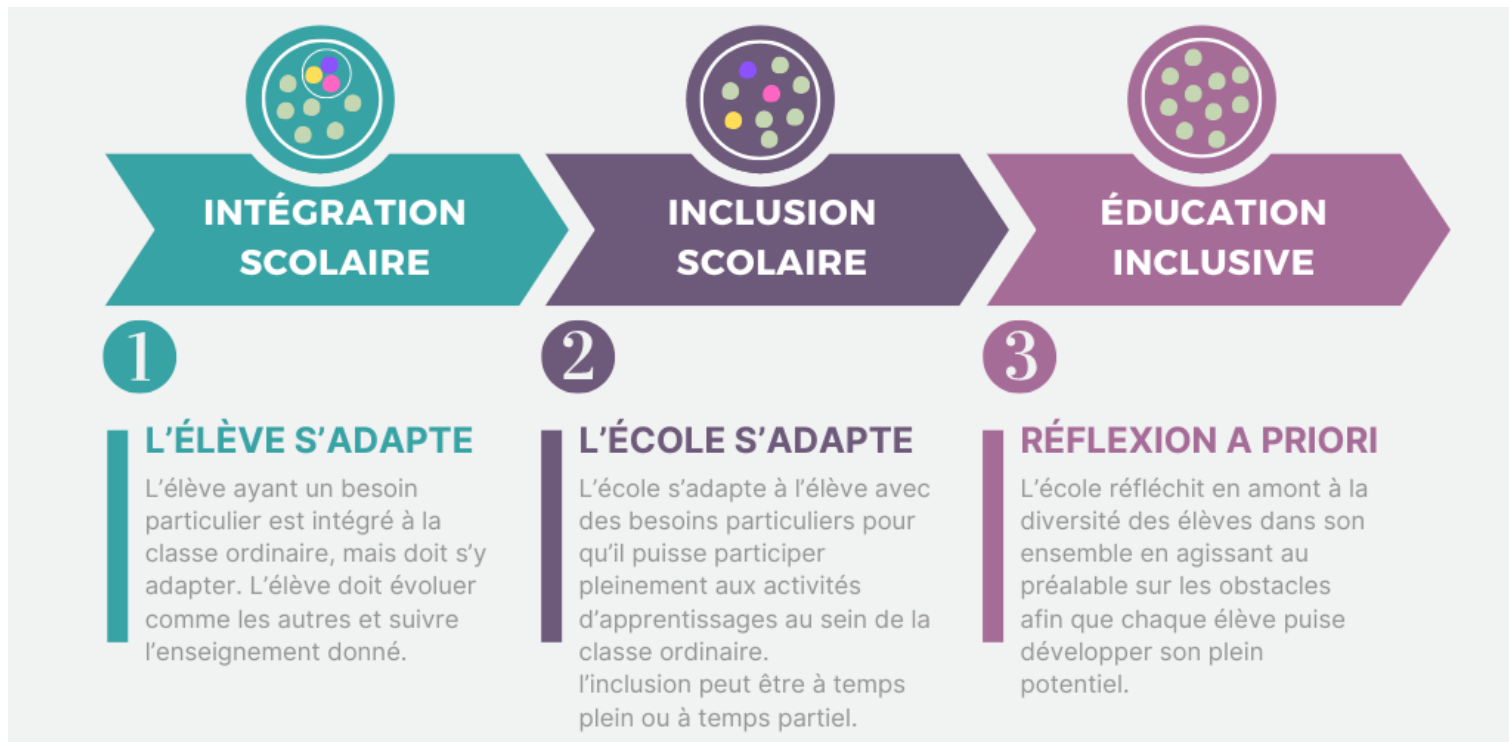 INTÉGRATION
SCOLAIRE
INCLUSION
SCOLAIRE
ÉDUCATION
INCLUSIVE
1
L'ÉLÈVE S'ADAPTE
L'élève ayant un besoin
particulier est intégré à la
classe ordinaire, mais doit s'y
adapter. L'élève doit évoluer
comme les autres et suivre
l'enseignement donné.
2
L'ÉCOLE S'ADAPTE
L'école s'adapte à l'élève avec
des besoins particuliers pour
qu'il puisse participer
pleinement aux activités
d'apprentissages au sein de la
classe ordinaire.
l'inclusion peut être à temps
plein ou à temps partiel.
3
RÉFLEXION A PRIORI
L'école réfléchit en amont à la
diversité des élèves dans son
ensemble en agissant au
préalable sur les obstacles
afin que chaque élève puise
développer son plein
potentiel.